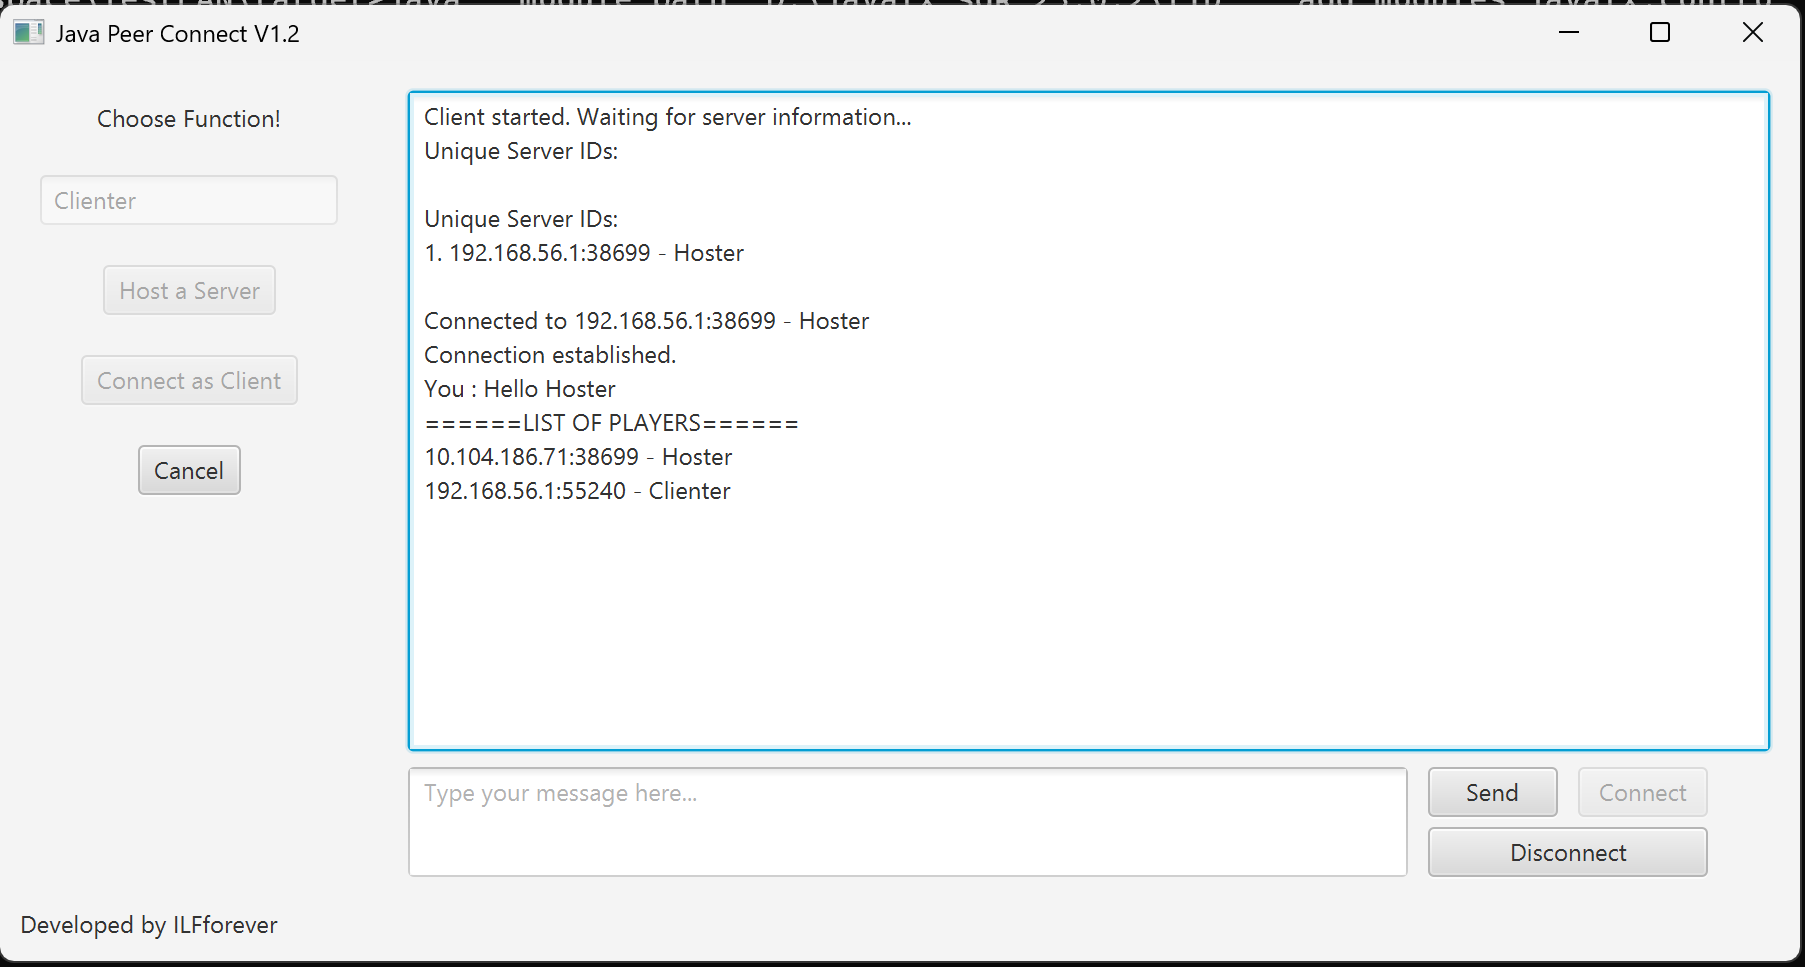 Java Peer Connect V1.2
Choose Function!
Clienter
Host a Server
Connect as Client
Cancel
Client started. Waiting for server information...
Unique Server IDs:
Unique Server IDs:
1. 192.168.56.1:38699 - Hoster
Connected to 192.168.56.1:38699 - Hoster
Connection established.
You : Hello Hoster
======LIST OF PLAYERS======
10.104.186.71:38699 - Hoster
192.168.56.1:55240 - Clienter
Type your message here...
Send
Connect
Disconnect
Developed by ILFforever